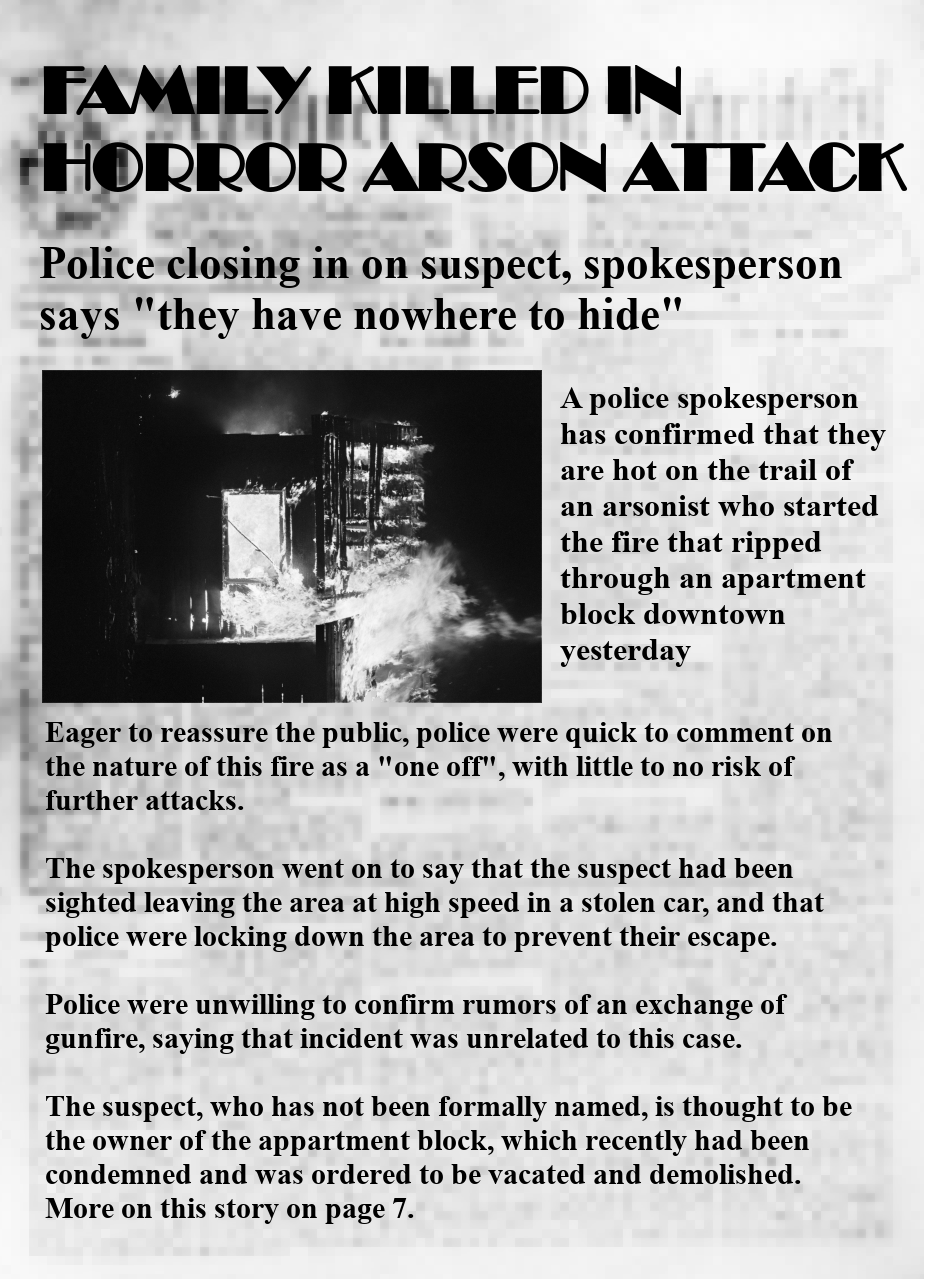 FAMILY KILLED IN
HORROR ARSON ATTACK
Police closing in on suspect, spokesperson
says "they have nowhere to hide"
A police spokesperson
has confirmed that they
are hot on the trail of
an arsonist who started
the fire that ripped
through an apartment
block downtown
yesterday
Eager to reassure the public, police were quick to comment on
the nature of this fire as a "one off", with little to no risk of
further attacks.
The spokesperson went on to say that the suspect had been
sighted leaving the area at high speed in a stolen car, and that
police were locking down the area to prevent their escape.
Police were unwilling to confirm rumors of an exchange of
gunfire, saying that incident was unrelated to this case.
The suspect, who has not been formally named, is thought to be
the owner of the appartment block, which recently had been
condemned and was ordered to be vacated and demolished.
More on this story on page 7.